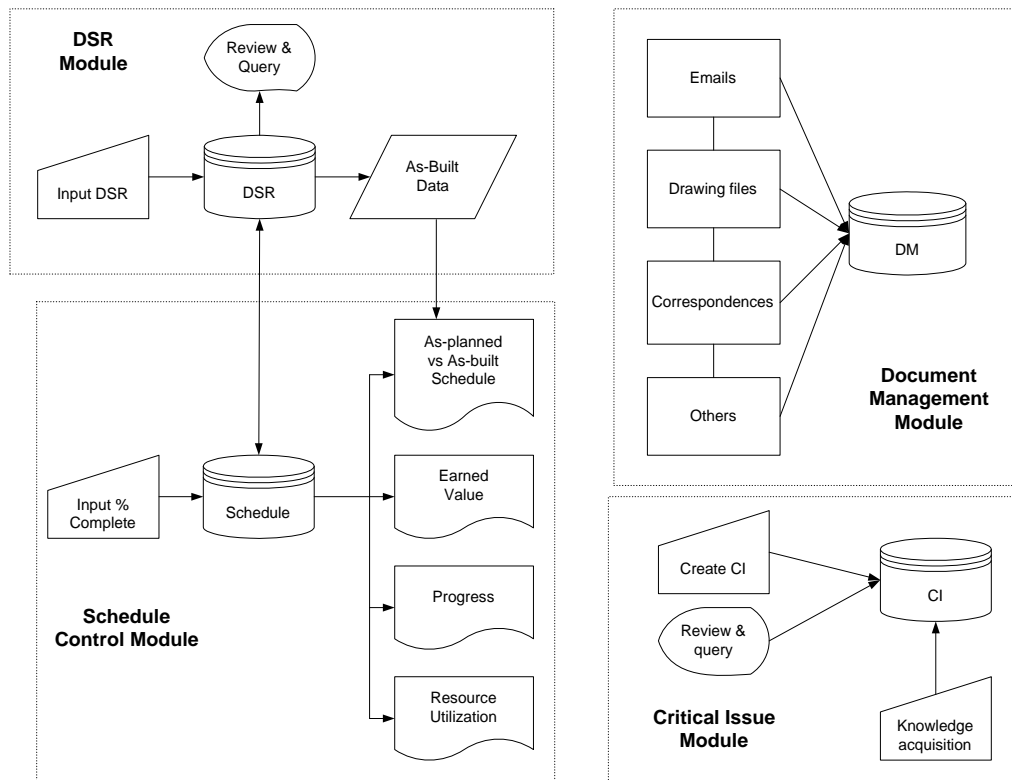 DSR
Module
Review &
Query
Input DSR
DSR
As-Built
Data
As-planned
vs As-built
Schedule
Earned
Value
Input %
Complete
Schedule
Progress
Schedule
Control Module
Resource
Utilization
Emails
Drawing files
DM
Correspondences
Others
Document
Management
Module
Create CI
CI
Review &
query
Critical Issue
Module
Knowledge
acquisition